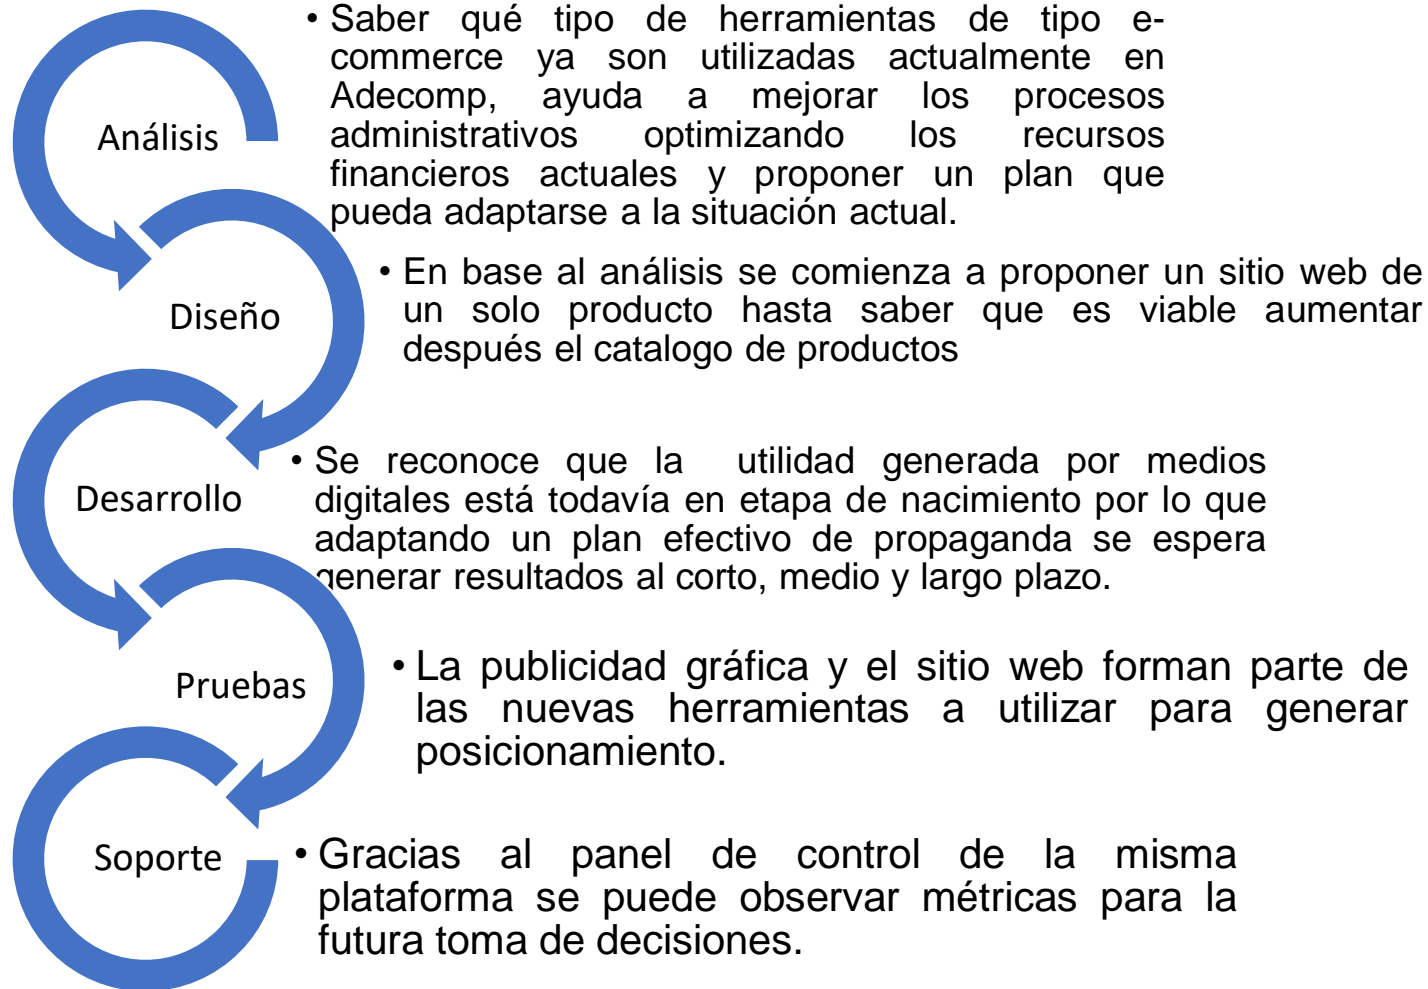 • Saber qué tipo de herramientas de tipo e-
commerce ya son utilizadas actualmente en
Adecomp, ayuda a mejorar los procesos
administrativos optimizando los recursos
financieros actuales y proponer un plan que
pueda adaptarse a la situación actual.
Análisis
• En base al análisis se comienza a proponer un sitio web de
un solo producto hasta saber que es viable aumentar
después el catalogo de productos
Diseño
• Se reconoce que la utilidad generada por medios
digitales está todavía en etapa de nacimiento por lo que
adaptando un plan efectivo de propaganda se espera
generar resultados al corto, medio y largo plazo.
Desarrollo
• La publicidad gráfica y el sitio web forman parte de
las nuevas herramientas a utilizar para generar
posicionamiento.
Pruebas
• Gracias al panel de control de la misma
plataforma se puede observar métricas para la
futura toma de decisiones.
Soporte